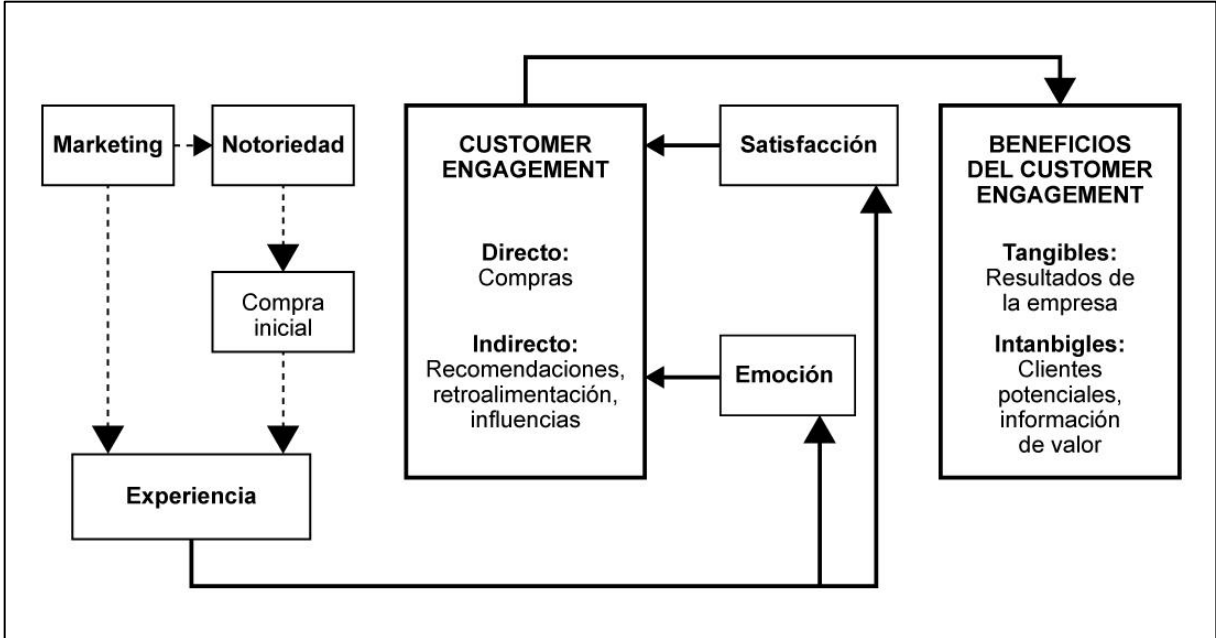 Marketing
Notoriedad
Compra
inicial
Experiencia
CUSTOMER
ENGAGEMENT
Directo:
Compras
Indirecto:
Recomendaciones,
retroalimentación,
influencias
Satisfacción
Emoción
BENEFICIOS
DEL CUSTOMER
ENGAGEMENT
Tangibles:
Resultados de
la empresa
Intanbigles:
Clientes
potenciales,
información
de valor